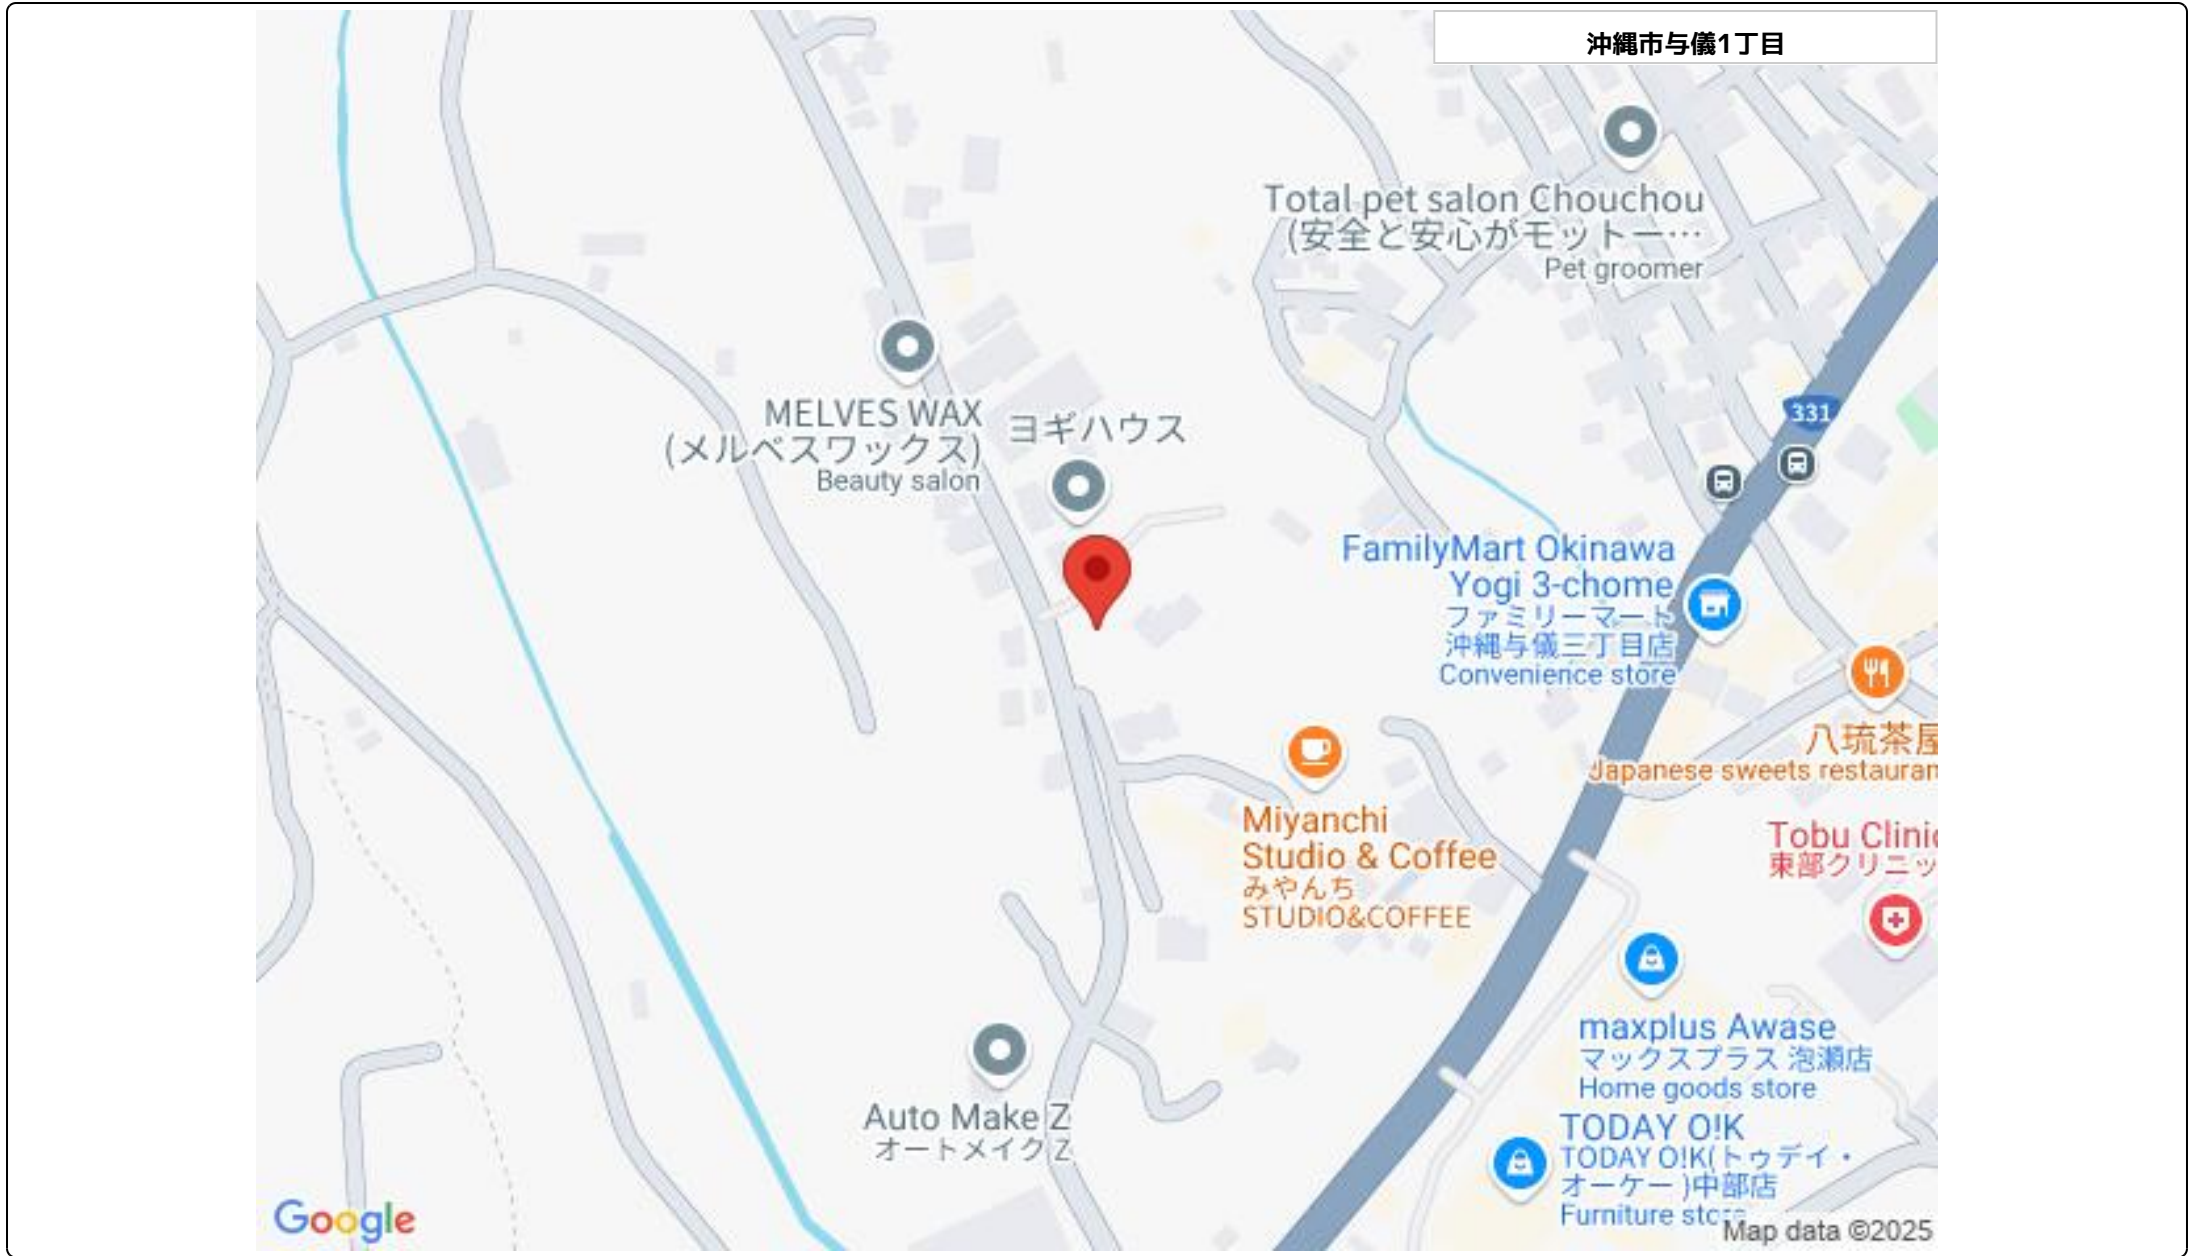 沖縄市与儀1丁目
Total pet salon Chouchou
(安全と安心がモットー…
Pet groomer
MELVES WAX
(メルベスワックス)
Beauty salon
ヨギハウス
331
FamilyMart Okinawa
Yogi 3-chome
ファミリーマート
沖縄与儀三丁目店
Convenience store
八琉茶屋
Japanese sweets restauran
Miyanchi
Studio & Coffee
みやんち
STUDIO&COFFEE
Tobu Clinic
東部クリニッ
maxplus Awase
マックスプラス 泡瀬店
Home goods store
Auto Make Z
オートメイク Z
TODAY O!K
TODAY O!K(トゥデイ・
オーケー )中部店
Furniture store
Google
Map data ©2025